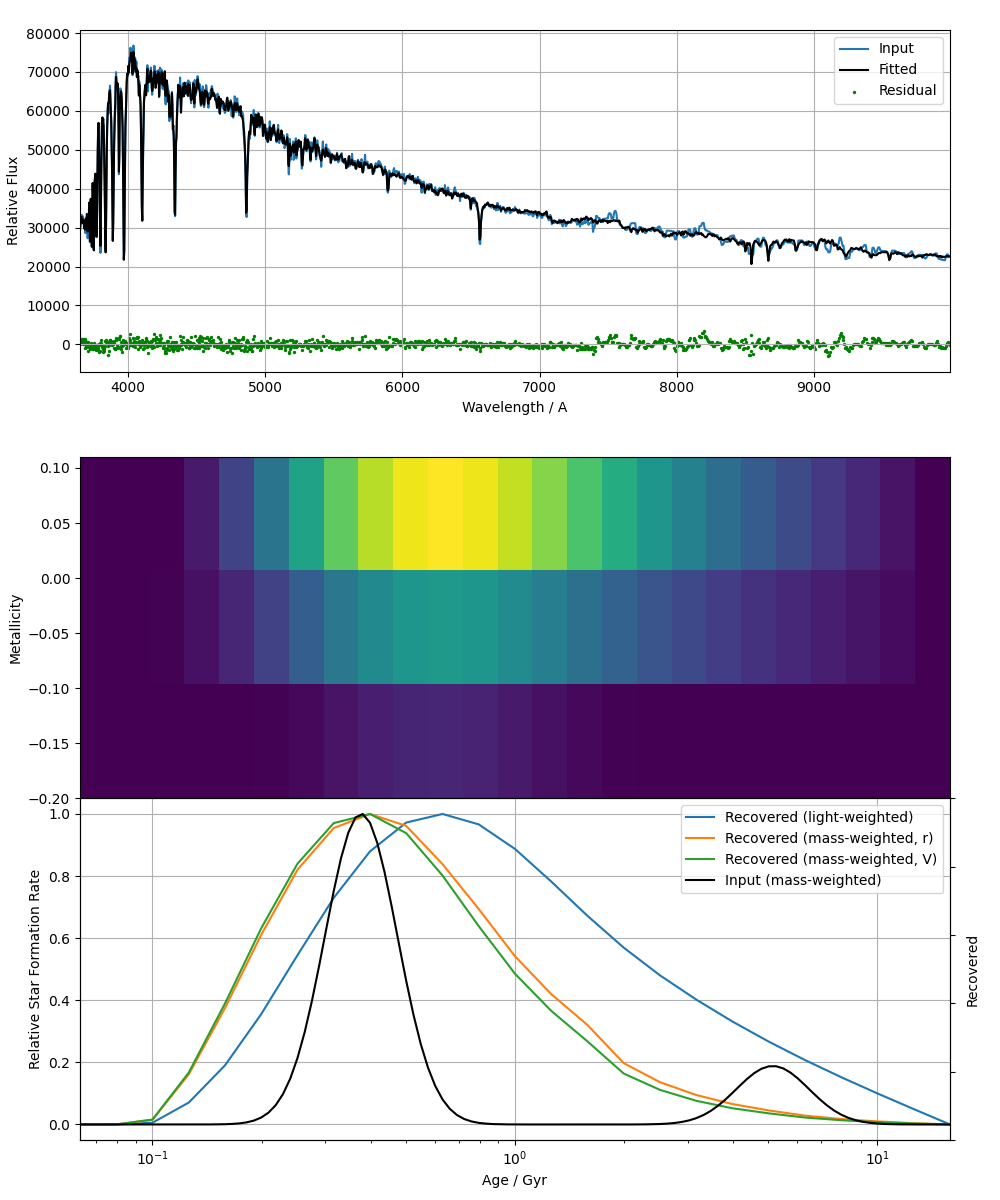 80000
70000
60000
50000
40000
30000
20000
10000
0
Relative Flux
Input
Fitted
Residual
4000 5000 6000 7000 8000 9000
Wavelength / A
0.10
0.05
0.00
−0.05
−0.10
−0.15
−0.20
Metallicity
1.0
0.8
0.6
0.4
0.2
0.0
Relative Star Formation Rate
Recovered (light-weighted)
Recovered (mass-weighted, r)
Recovered (mass-weighted, V)
Input (mass-weighted)
Recovered
10⁻¹ 10⁰ 10¹
Age / Gyr